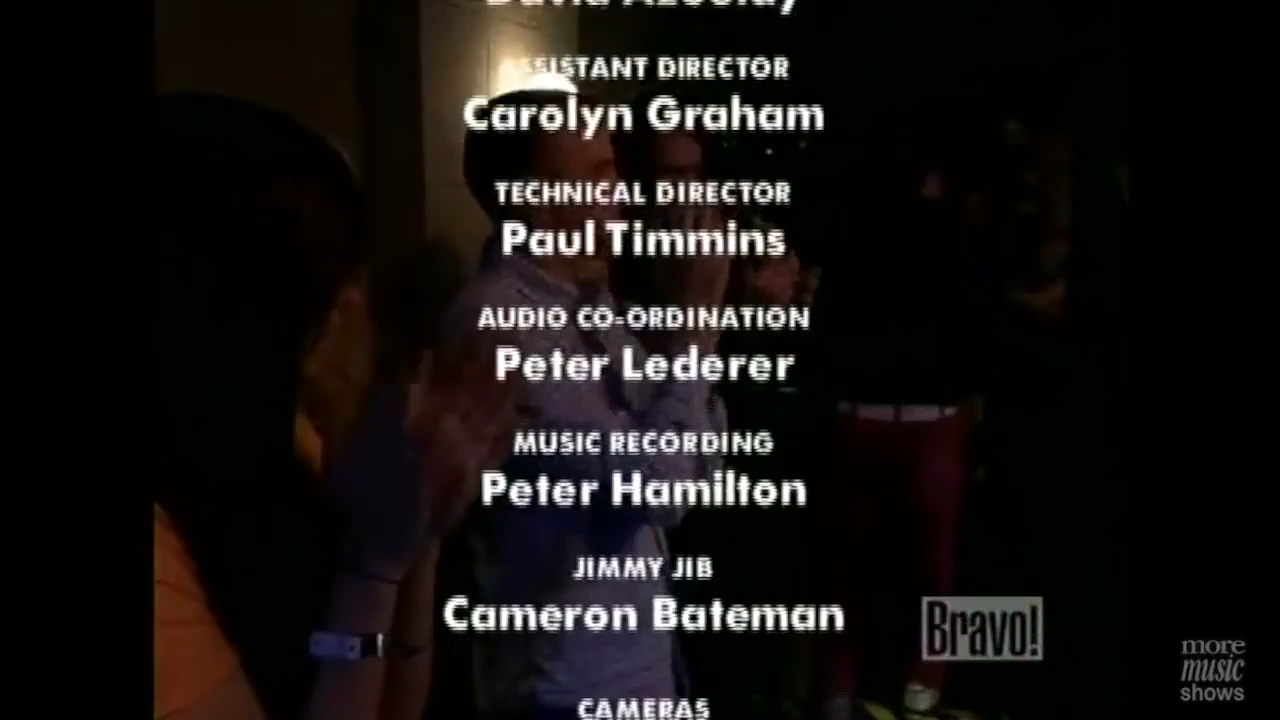 ASSISTANT DIRECTOR
Carolyn Graham
TECHNICAL DIRECTOR
Paul Timmins
AUDIO CO-ORDINATION
Peter Lederer
MUSIC RECORDING
Peter Hamilton
JIMMY JIB
Cameron Bateman
Bravo!
CAMERAS
more
music
shows